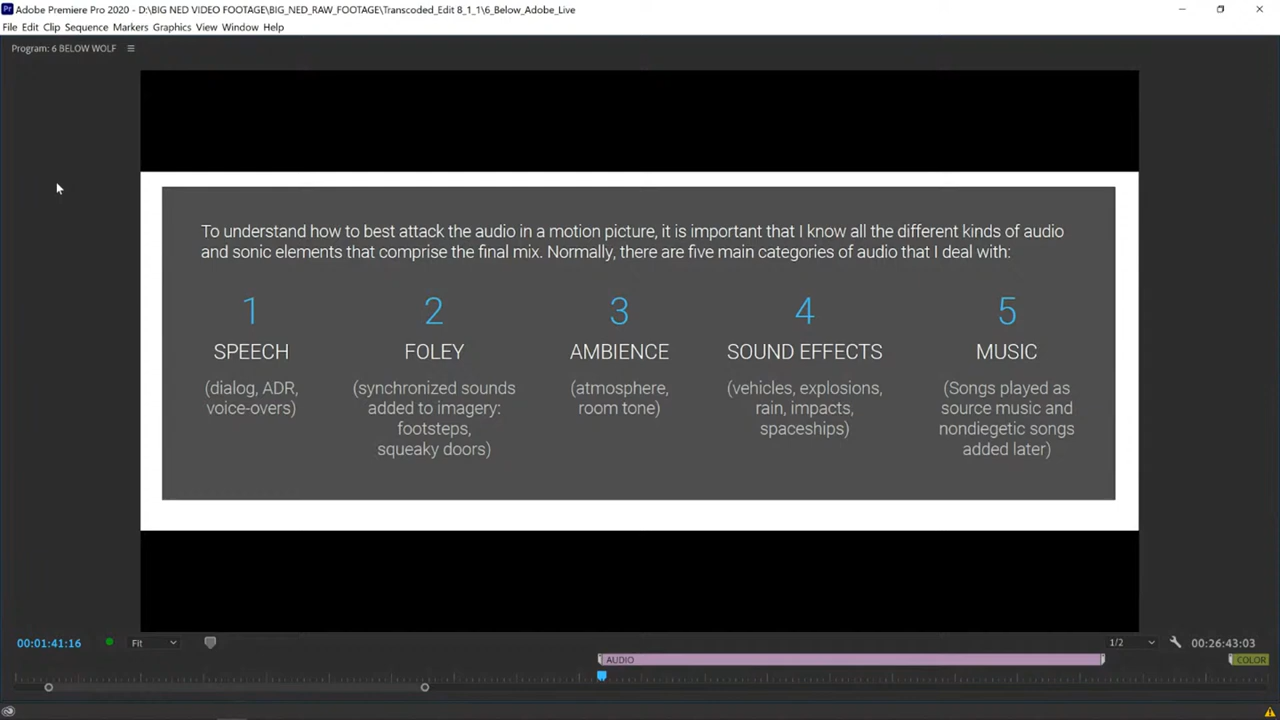 Adobe Premiere Pro 2020 - D:\BIG NED VIDEO FOOTAGE\BIG_NED_RAW_FOOTAGE\Transcoded_Edit 8_1_1\6_Below_Adobe_Live
File Edit Clip Sequence Markers Graphics View Window Help
Program: 6 BELOW WOLF
To understand how to best attack the audio in a motion picture, it is important that I know all the different kinds of audio
and sonic elements that comprise the final mix. Normally, there are five main categories of audio that I deal with:
1
SPEECH
(dialog, ADR,
voice-overs)
2
FOLEY
(synchronized sounds
added to imagery:
footsteps,
squeaky doors)
3
AMBIENCE
(atmosphere,
room tone)
4
SOUND EFFECTS
(vehicles, explosions,
rain, impacts,
spaceships)
5
MUSIC
(Songs played as
source music and
nondiegetic songs
added later)
00:01:41:16
Fit
1/2
00:26:43:03
AUDIO
COLOR